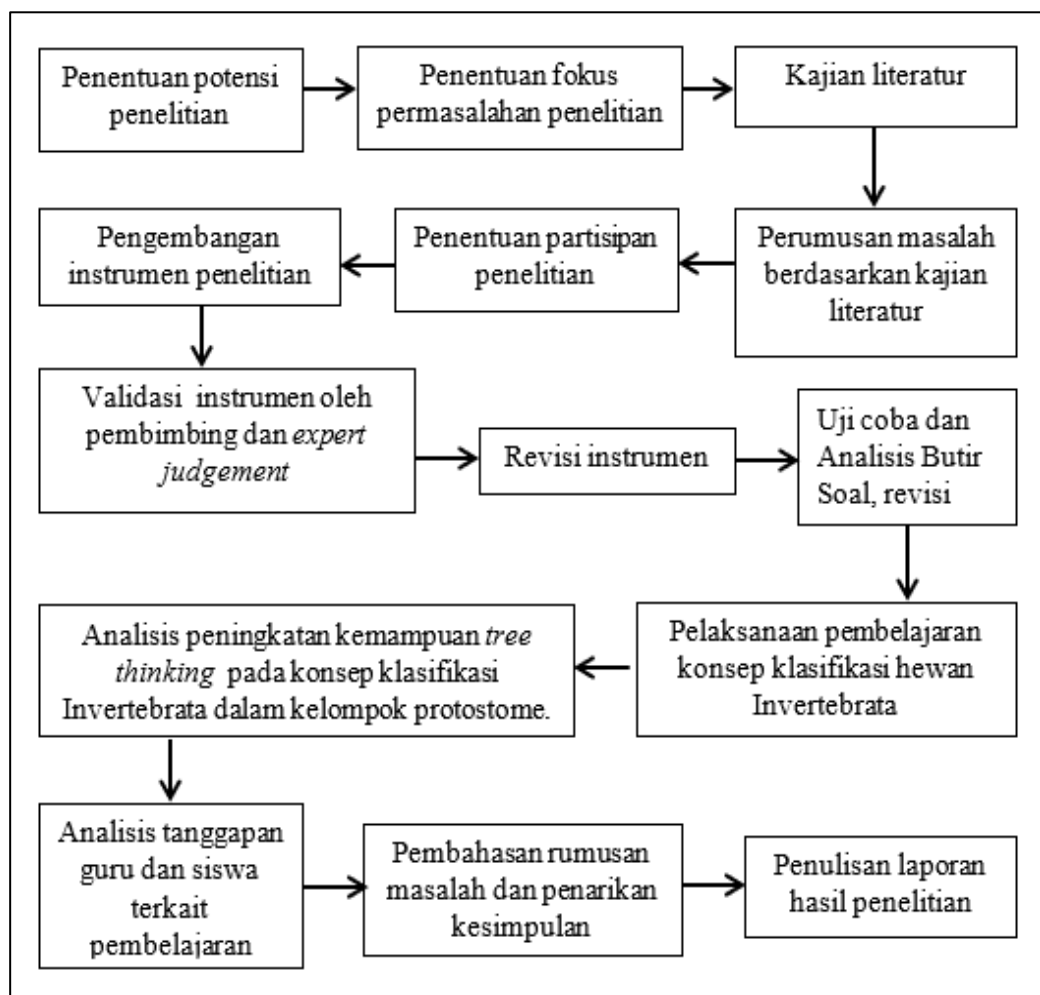 Penentuan potensi
penelitian
Penentuan fokus
permasalahan penelitian
Kajian literatur
Perumusan masalah
berdasarkan kajian
literatur
Penentuan partisipan
penelitian
Pengembangan
instrumen penelitian
Validasi instrumen oleh
pembimbing dan expert
judgement
Revisi instrumen
Uji coba dan
Analisis Butir
Soal, revisi
Pelaksanaan pembelajaran
konsep klasifikasi hewan
Invertebrata
Analisis peningkatan kemampuan tree
thinking pada konsep klasifikasi
Invertebrata dalam kelompok protostome.
Analisis tanggapan
guru dan siswa
terkait
pembelajaran
Pembahasan rumusan
masalah dan penarikan
kesimpulan
Penulisan laporan
hasil penelitian